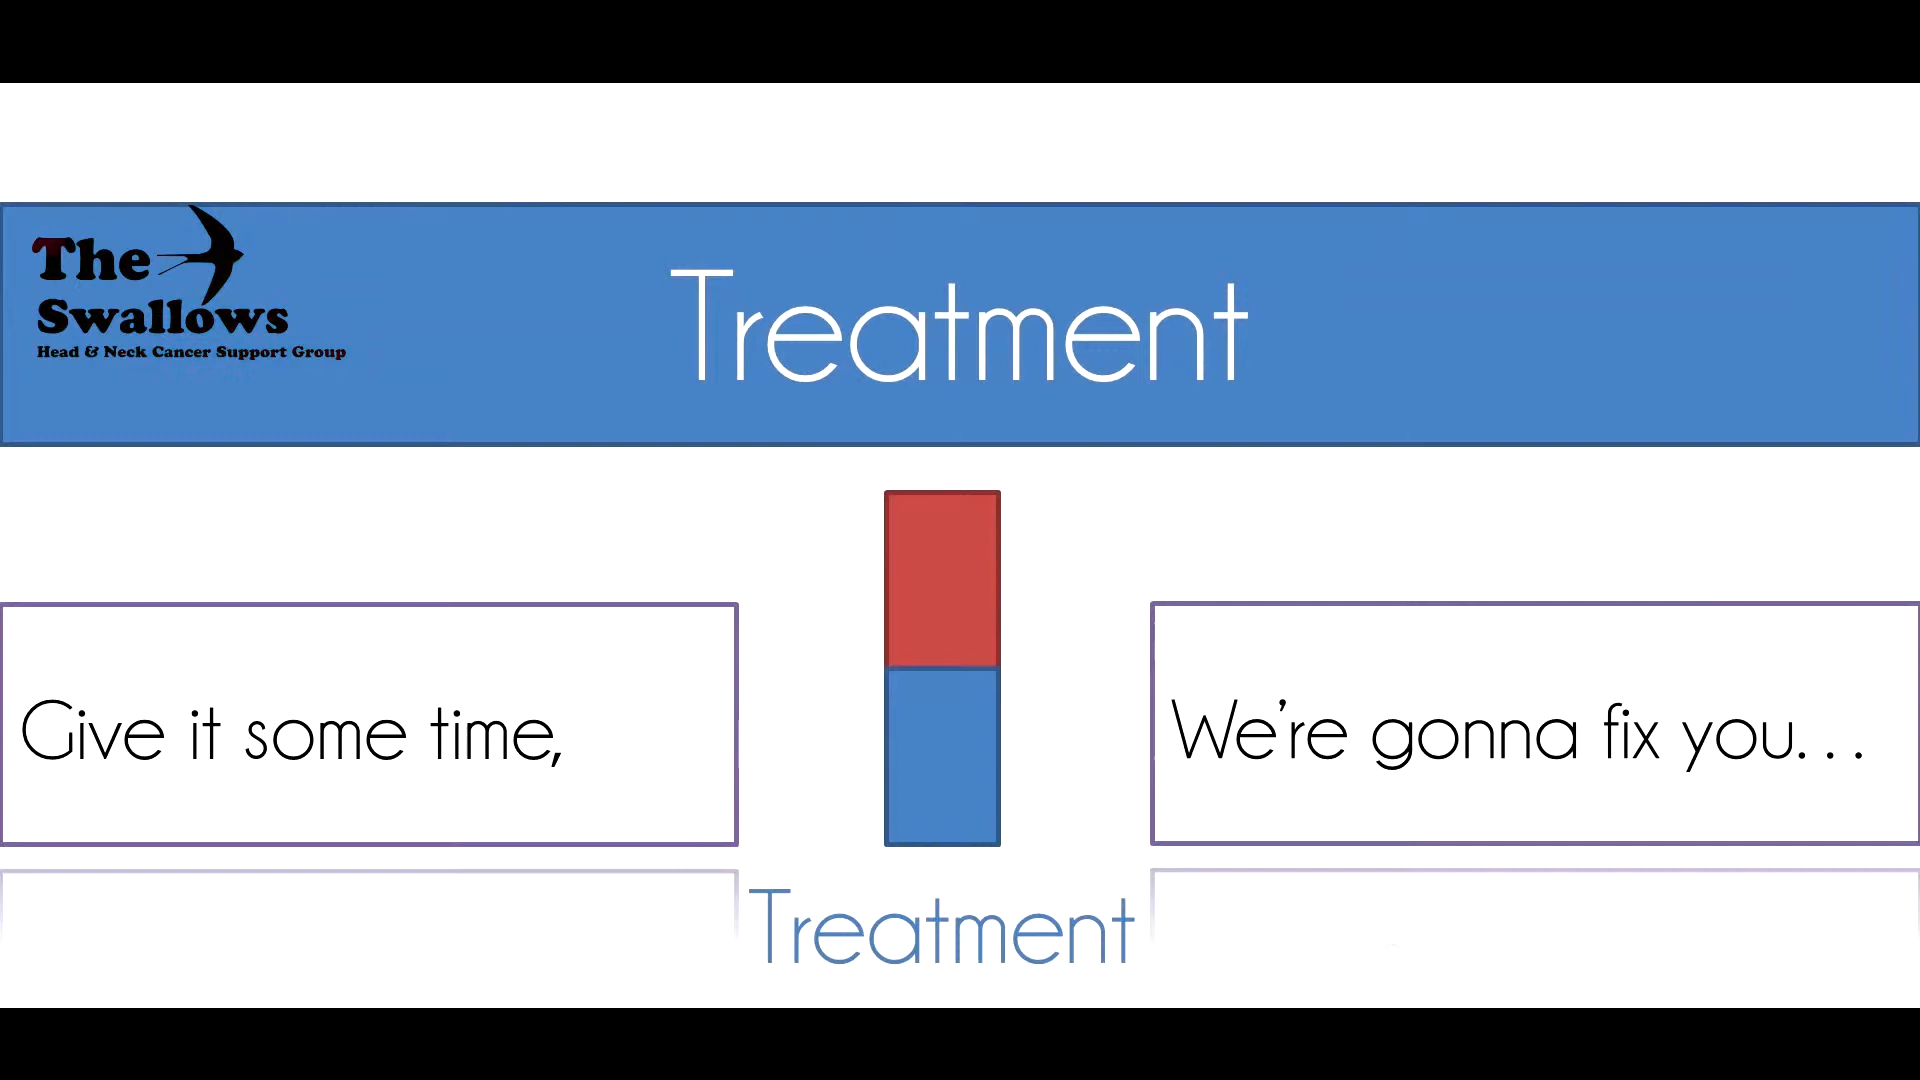 The
Swallows
Head & Neck Cancer Support Group
Treatment
Give it some time,
We're gonna fix you...
Treatment